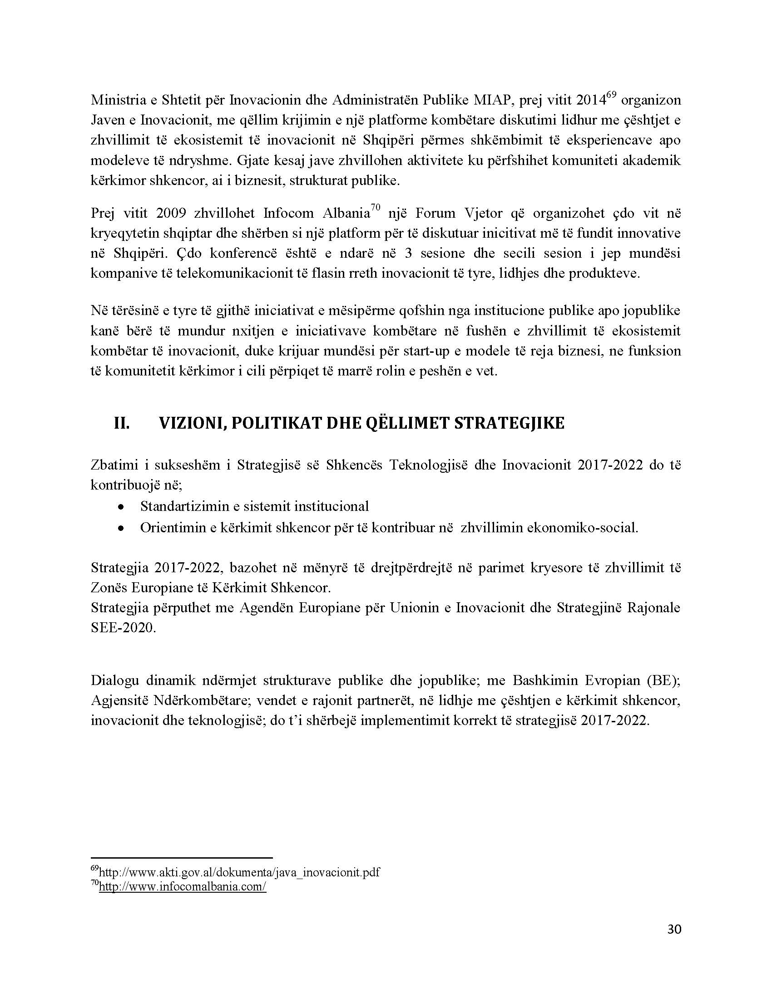 Ministria e Shtetit për Inovacionin dhe Administratën Publike MIAP, prej vitit 2014⁶⁹ organizon
Javen e Inovacionit, me qëllim krijimin e një platforme kombëtare diskutimi lidhur me çështjet e
zhvillimit të ekosistemit të inovacionit në Shqipëri përmes shkëmbimit të eksperiencave apo
modeleve të ndryshme. Gjate kesaj jave zhvillohen aktivitete ku përfshihet komuniteti akademik
kërkimor shkencor, ai i biznesit, strukturat publike.
Prej vitit 2009 zhvillohet Infocom Albania⁷⁰ një Forum Vjetor që organizohet çdo vit në
kryeqytetin shqiptar dhe shërben si një platform për të diskutuar inicitivat më të fundit innovative
në Shqipëri. Çdo konferencë është e ndarë në 3 sesione dhe secili sesion i jep mundësi
kompanive të telekomunikacionit të flasin rreth inovacionit të tyre, lidhjes dhe produkteve.
Në tërësinë e tyre të gjithë iniciativat e mësipërme qofshin nga institucione publike apo jopublike
kanë bërë të mundur nxitjen e iniciativave kombëtare në fushën e zhvillimit të ekosistemit
kombëtar të inovacionit, duke krijuar mundësi për start-up e modele të reja biznesi, ne funksion
të komunitetit kërkimor i cili përpiqet të marrë rolin e peshën e vet.
II. VIZIONI, POLITIKAT DHE QËLLIMET STRATEGJIKE
Zbatimi i sukseshëm i Strategjisë së Shkencës Teknologjisë dhe Inovacionit 2017-2022 do të
kontribuojë në;
• Standartizimin e sistemit institucional
• Orientimin e kërkimit shkencor për të kontribuar në zhvillimin ekonomiko-social.
Strategjia 2017-2022, bazohet në mënyrë të drejtpërdrejtë në parimet kryesore të zhvillimit të
Zonës Europiane të Kërkimit Shkencor.
Strategjia përputhet me Agendën Europiane për Unionin e Inovacionit dhe Strategjinë Rajonale
SEE-2020.
Dialogu dinamik ndërmjet strukturave publike dhe jopublike; me Bashkimin Evropian (BE);
Agjensitë Ndërkombëtare; vendet e rajonit partnerët, në lidhje me çështjen e kërkimit shkencor,
inovacionit dhe teknologjisë; do t’i shërbejë implementimit korrekt të strategjisë 2017-2022.
⁶⁹http://www.akti.gov.al/dokumenta/java_inovacionit.pdf
⁷⁰http://www.infocomalbania.com/
30